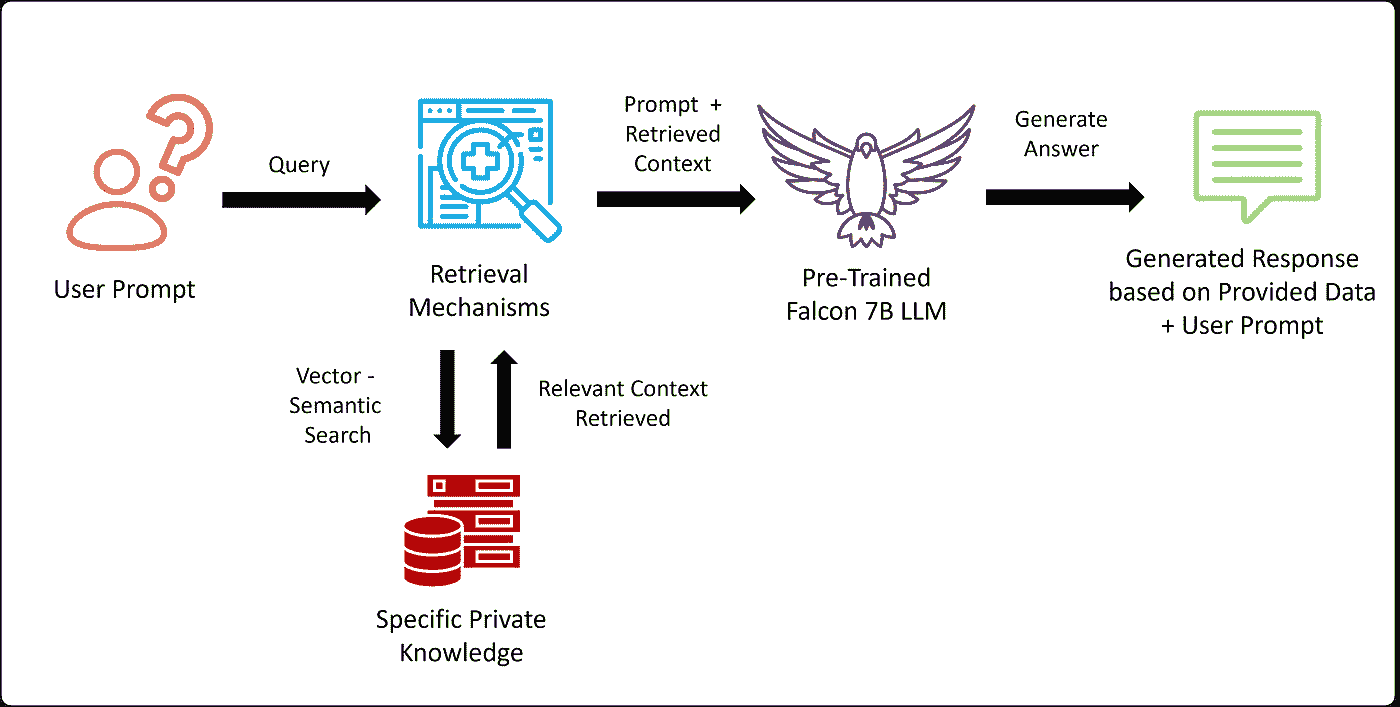 Query
Prompt +
Retrieved
Context
Generate
Answer
User Prompt
Retrieval
Mechanisms
Pre-Trained
Falcon 7B LLM
Generated Response
based on Provided Data
+ User Prompt
Vector -
Semantic
Search
Relevant Context
Retrieved
Specific Private
Knowledge